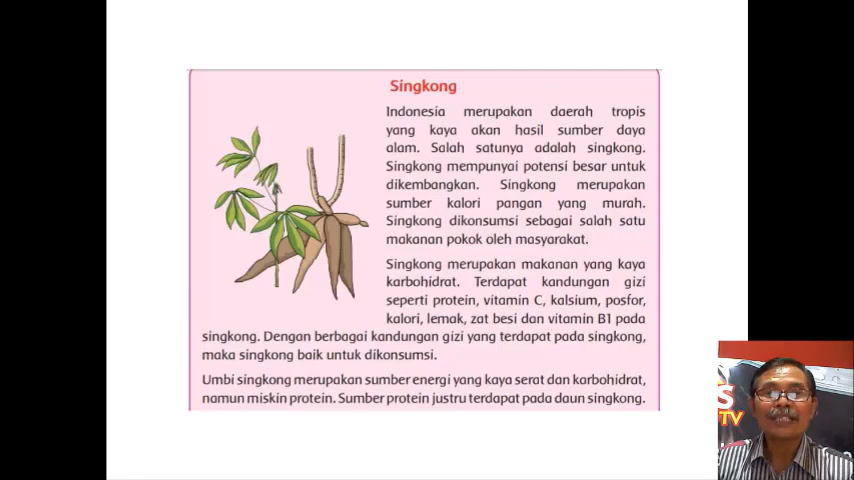 Singkong
Indonesia merupakan daerah tropis
yang kaya akan hasil sumber daya
alam. Salah satunya adalah singkong.
Singkong mempunyai potensi besar untuk
dikembangkan. Singkong merupakan
sumber kalori pangan yang murah.
Singkong dikonsumsi sebagai salah satu
makanan pokok oleh masyarakat.
Singkong merupakan makanan yang kaya
karbohidrat. Terdapat kandungan gizi
seperti protein, vitamin C, kalsium, posfor,
kalori, lemak, zat besi dan vitamin B1 pada
singkong. Dengan berbagai kandungan gizi yang terdapat pada singkong,
maka singkong baik untuk dikonsumsi.
Umbi singkong merupakan sumber energi yang kaya serat dan karbohidrat,
namun miskin protein. Sumber protein justru terdapat pada daun singkong.
TV